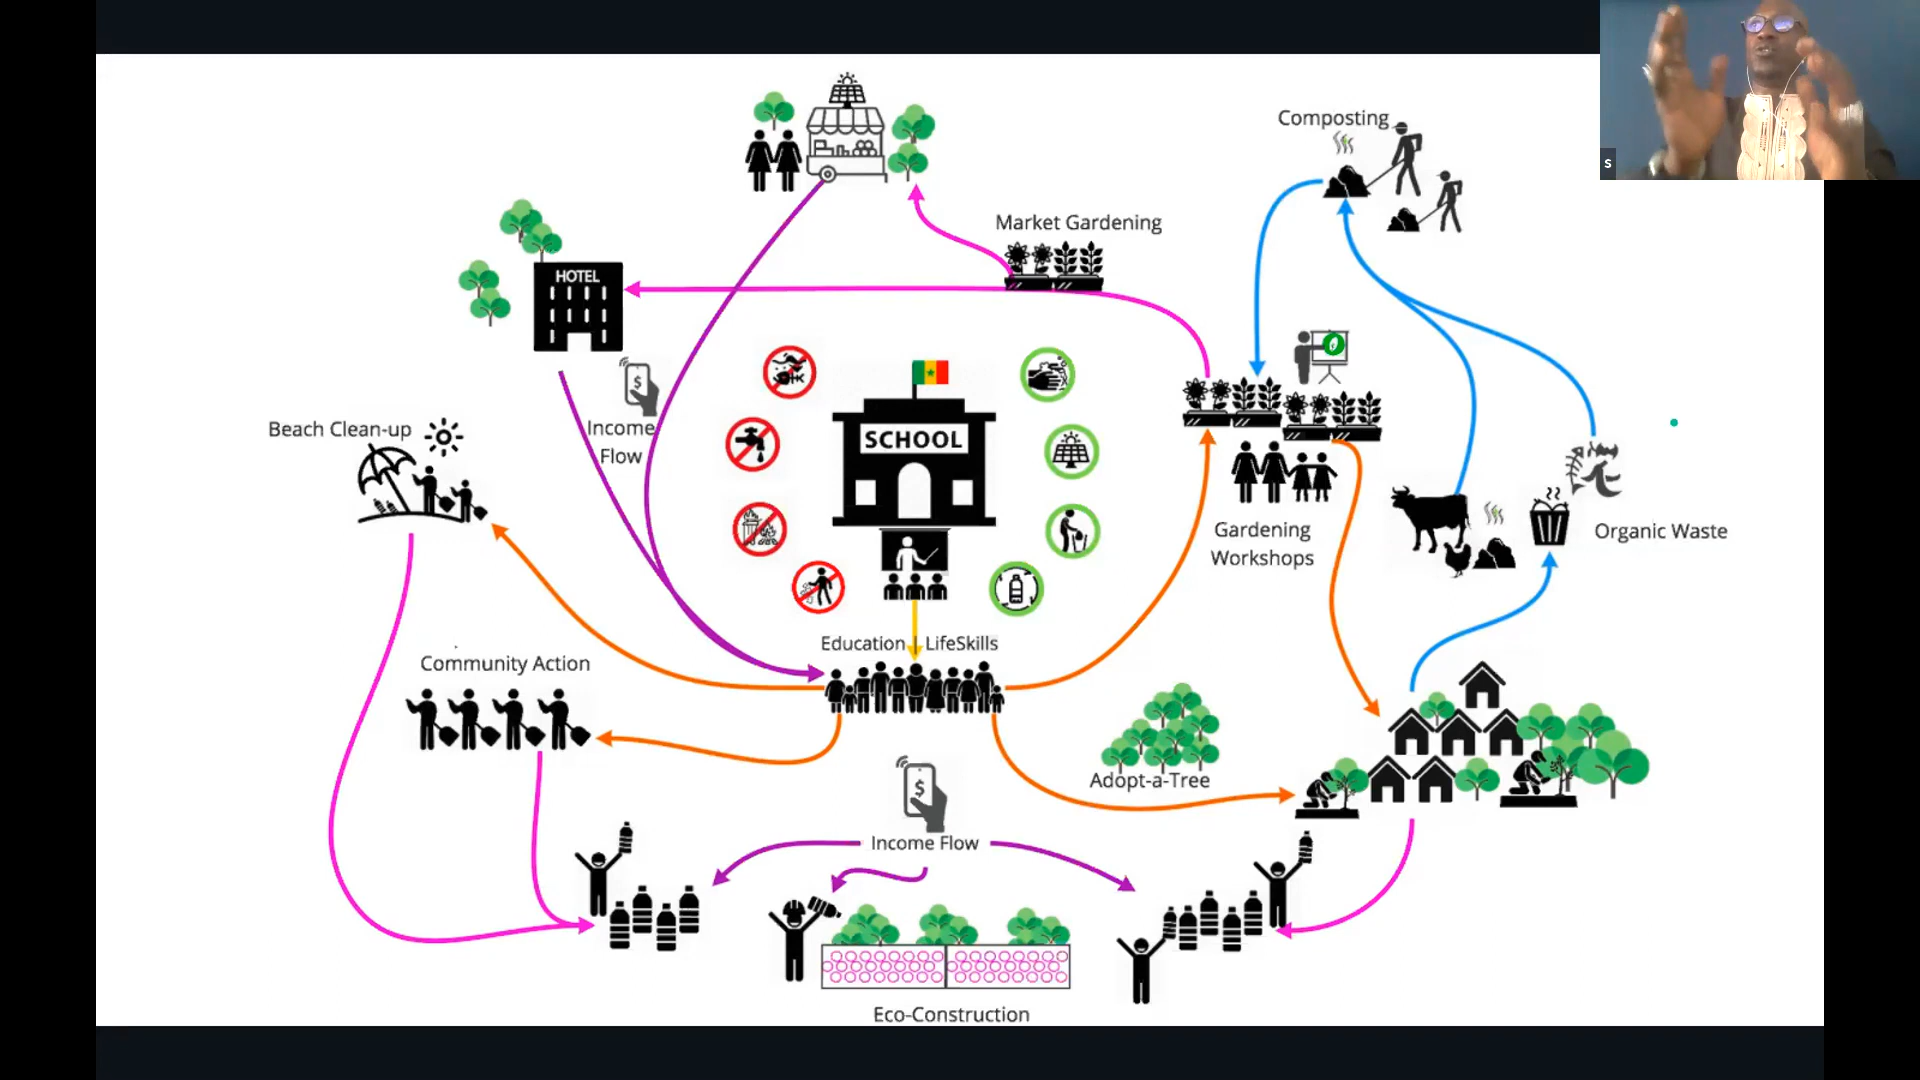 S
Composting
Market Gardening
HOTEL
$
Income
Flow
Beach Clean-up
SCHOOL
Gardening
Workshops
Organic Waste
Education | LifeSkills
Community Action
Adopt-a-Tree
$
Income Flow
Eco-Construction